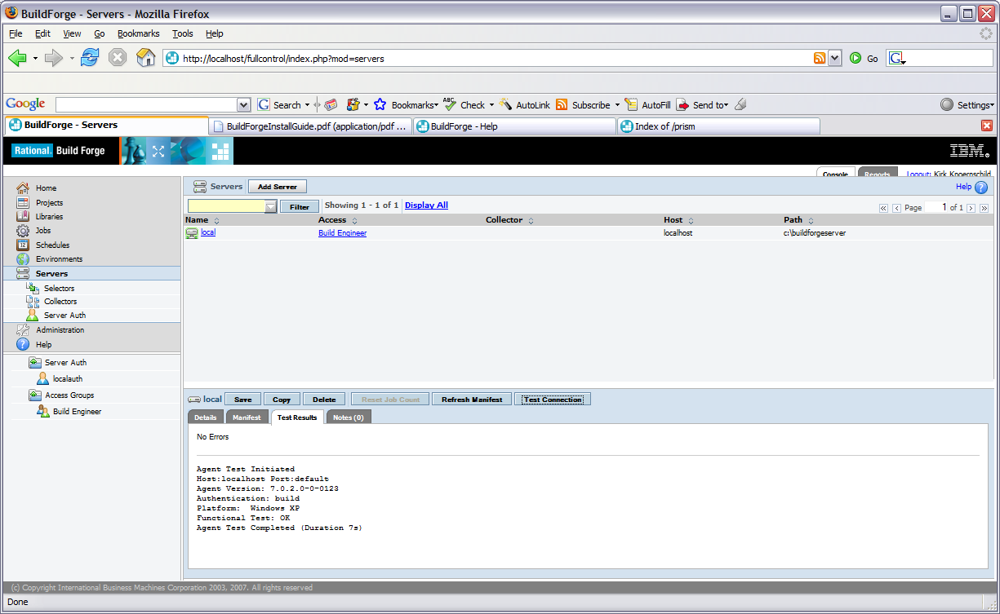 BuildForge - Servers - Mozilla Firefox
File Edit View Go Bookmarks Tools Help
http://localhost/fullcontrol/index.php?mod=servers Go G
Google G Search Bookmarks ABC Check AutoLink Subscribe AutoFill Send to Settings
BuildForge - Servers BuildForgeInstallGuide.pdf (application/pdf ... BuildForge - Help Index of /prism
Rational. Build Forge IBM.
Console Reports Logout: Kirk Knoernschild
Servers Add Server Help ?
Filter Showing 1 - 1 of 1 Display All Page 1 of 1
Name Access Collector Host Path
local Build Engineer localhost c:\buildforgeserver
Home
Projects
Libraries
Jobs
Schedules
Environments
Servers
Selectors
Collectors
Server Auth
Administration
Help
Server Auth
localauth
Access Groups
Build Engineer
local Save Copy Delete Reset Job Count Refresh Manifest Test Connection
Details Manifest Test Results Notes (0)
No Errors
Agent Test Initiated
Host:localhost Port:default
Agent Version: 7.0.2.0-0-0123
Authentication: build
Platform: Windows XP
Functional Test: OK
Agent Test Completed (Duration 7s)
(c) Copyright International Business Machines Corporation 2003, 2007. All rights reserved
Done